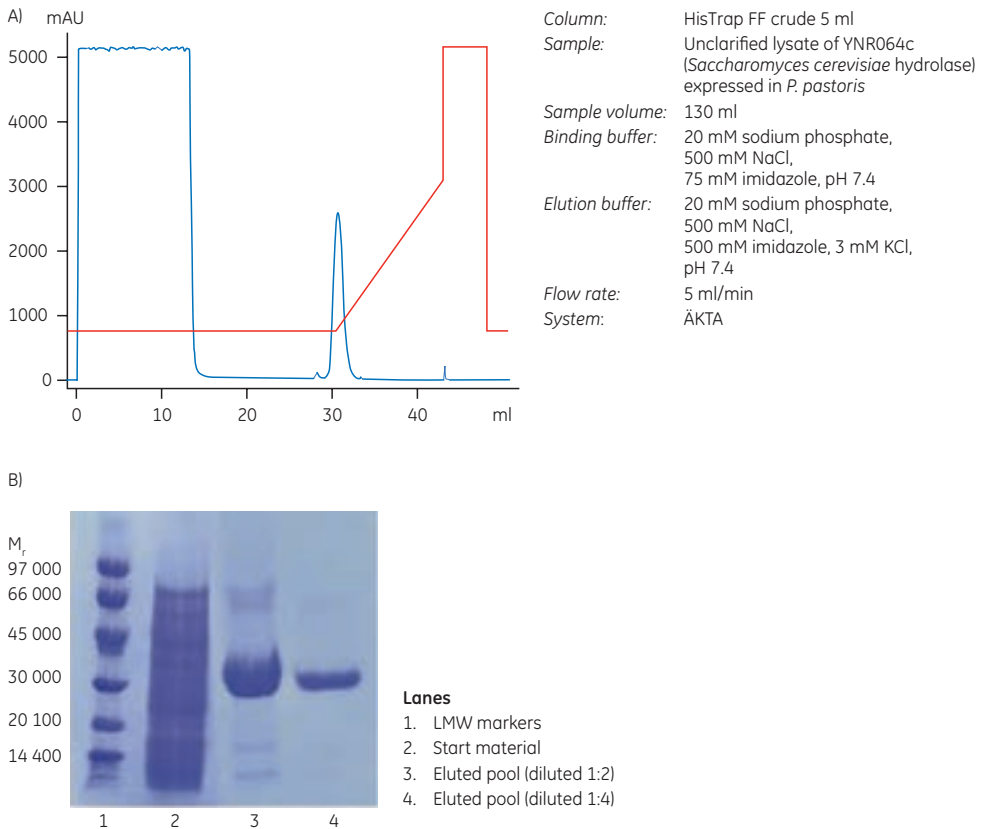 A)
mAU
5000
4000
3000
2000
1000
0
0 10 20 30 40 ml
Column: HisTrap FF crude 5 ml
Sample: Unclarified lysate of YNR064c
(Saccharomyces cerevisiae hydrolase)
expressed in P. pastoris
Sample volume: 130 ml
Binding buffer: 20 mM sodium phosphate,
500 mM NaCl,
75 mM imidazole, pH 7.4
Elution buffer: 20 mM sodium phosphate,
500 mM NaCl,
500 mM imidazole, 3 mM KCl,
pH 7.4
Flow rate: 5 ml/min
System: ÄKTA
B)
Mr
97 000
66 000
45 000
30 000
20 100
14 400
1 2 3 4
Lanes
1. LMW markers
2. Start material
3. Eluted pool (diluted 1:2)
4. Eluted pool (diluted 1:4)